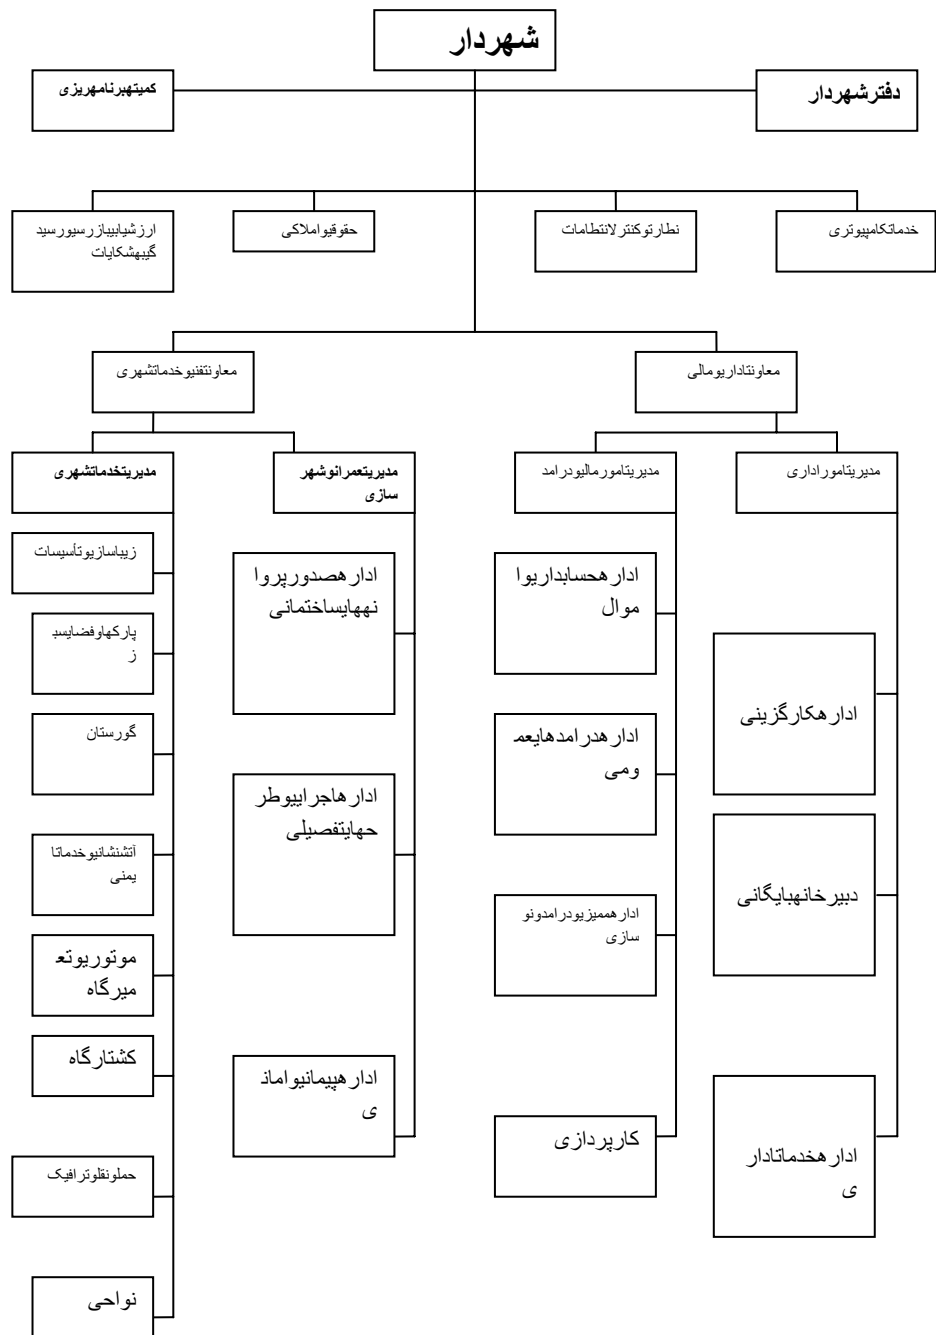 شهردار
دفترشهردار
کمیتهبرنامهریزی
خدماتکامپیوتری
نطارتوکنترلانتطامات
حقوقیواملاکی
ارزشیابیبازرسیورسید
گیبهشکایات
معاونتاداریومالی
معاونتفنیوخدماتشهری
مدیریتاموراداری
مدیریتامورمالیودرامد
مدیریتعمرانوشهر
سازی
مدیریتخدماتشهری
ادارهکارگزینی
دبیرخانهبایگانی
ادارهخدماتادار
ی
ادارهحسابداریوا
موال
ادارهدرامدهایعم
ومی
ادارهممیزیودرامدونو
سازی
کارپردازی
ادارهصدورپروا
نههایساختمانی
ادارهاجراییوطر
حهایتفصیلی
ادارهپیمانیوامان
ی
زیباسازیوتأسیسات
پارکهاوفضایسب
ز
گورستان
آتشنشانیوخدماتا
یمنی
موتوریوتع
میرگاه
کشتارگاه
حملونقلوترافیک
نواحی